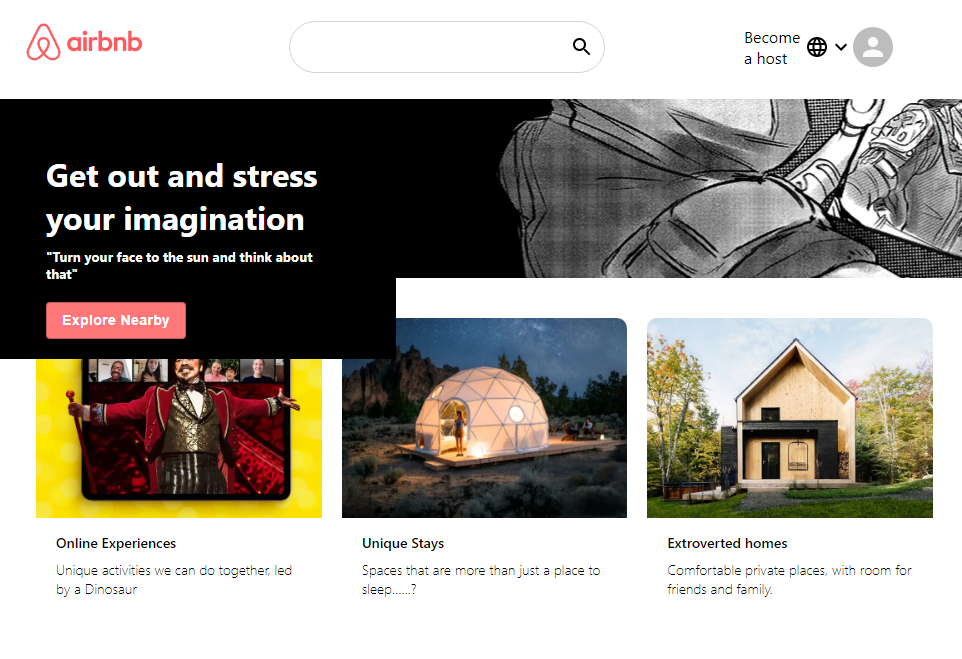 airbnb
Become
a host
Get out and stress
your imagination
"Turn your face to the sun and think about
that"
Explore Nearby
Online Experiences
Unique activities we can do together, led
by a Dinosaur
Unique Stays
Spaces that are more than just a place to
sleep......?
Extroverted homes
Comfortable private places, with room for
friends and family.